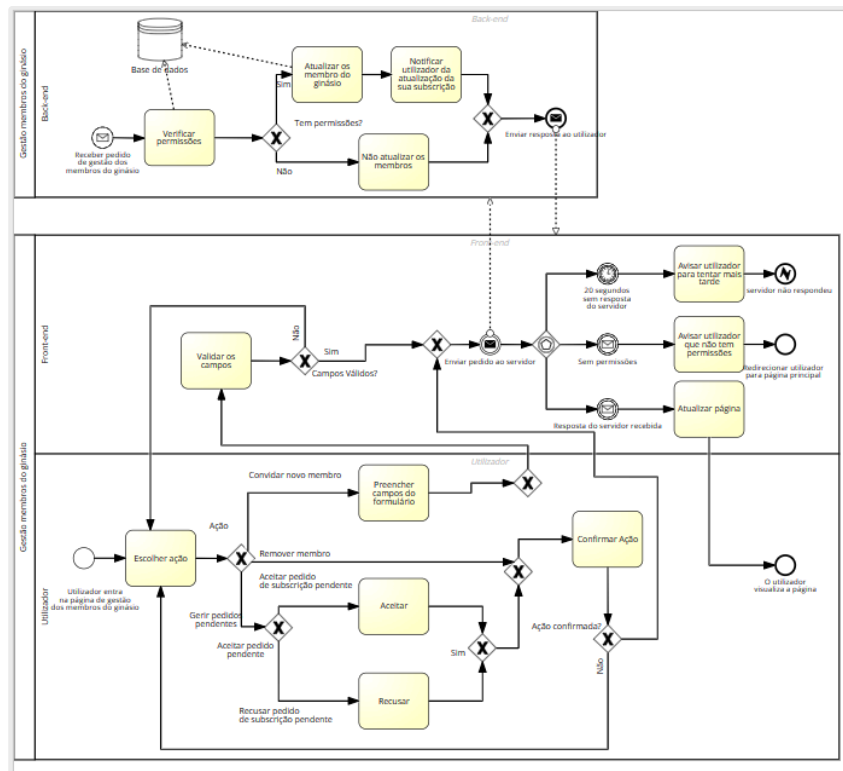 Back-end
Gestão membros do ginásio
Back-end
Base de dados
Atualizar os
membro do
ginásio
Notificar
utilizador da
atualização da
sua subscrição
Sim
Tem permissões?
Verificar
permissões
Receber pedido
de gestão dos
membros do ginásio
Não
Não atualizar os
membros
Enviar resposta ao utilizador
Front-end
Gestão membros do ginásio
Front-end
20 segundos
sem resposta
do servidor
Avisar utilizador
para tentar mais
tarde
servidor não respondeu
Não
Sim
Validar os
campos
Campos Válidos?
Enviar pedido ao servidor
Sem permissões
Avisar utilizador
que não tem
permissões
Redirecionar utilizador
para página principal
Resposta do servidor recebida
Atualizar página
Utilizador
Utilizador
Convidar novo membro
Preencher
campos do
formulário
Ação
Escolher ação
Remover membro
Confirmar Ação
Utilizador entra
na página de gestão
dos membros do ginásio
Aceitar pedido
de subscrição pendente
Aceitar
Gerir pedidos
pendentes
Aceitar pedido
pendente
Sim
Ação confirmada?
Não
Recusar
Recusar pedido
de subscrição pendente
O utilizador
visualiza a página